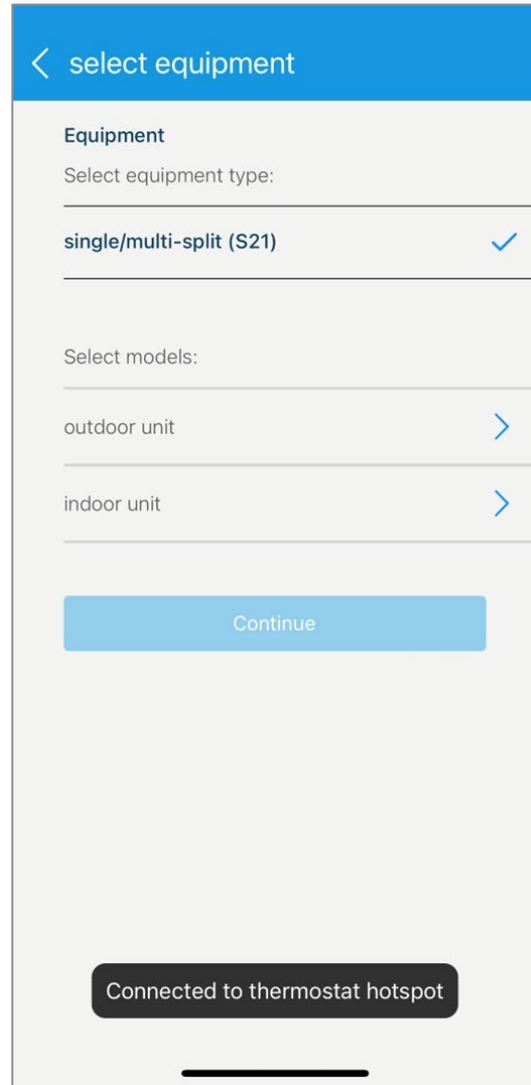 select equipment
Equipment
Select equipment type:
single/multi-split (S21)
Select models:
outdoor unit
indoor unit
Continue
Connected to thermostat hotspot